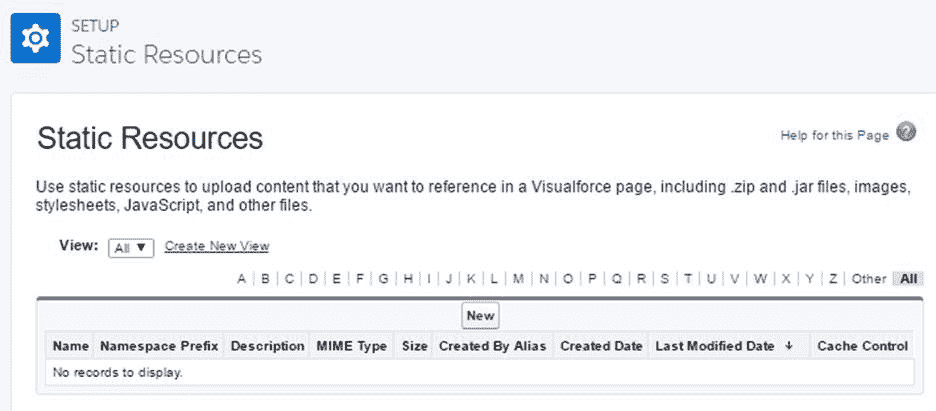 SETUP
Static Resources
Static Resources
Help for this Page ?
Use static resources to upload content that you want to reference in a Visualforce page, including .zip and .jar files, images,
stylesheets, JavaScript, and other files.
View: All ▼ Create New View
A | B | C | D | E | F | G | H | I | J | K | L | M | N | O | P | Q | R | S | T | U | V | W | X | Y | Z | Other All
New
Name Namespace Prefix Description MIME Type Size Created By Alias Created Date Last Modified Date ↓ Cache Control
No records to display.